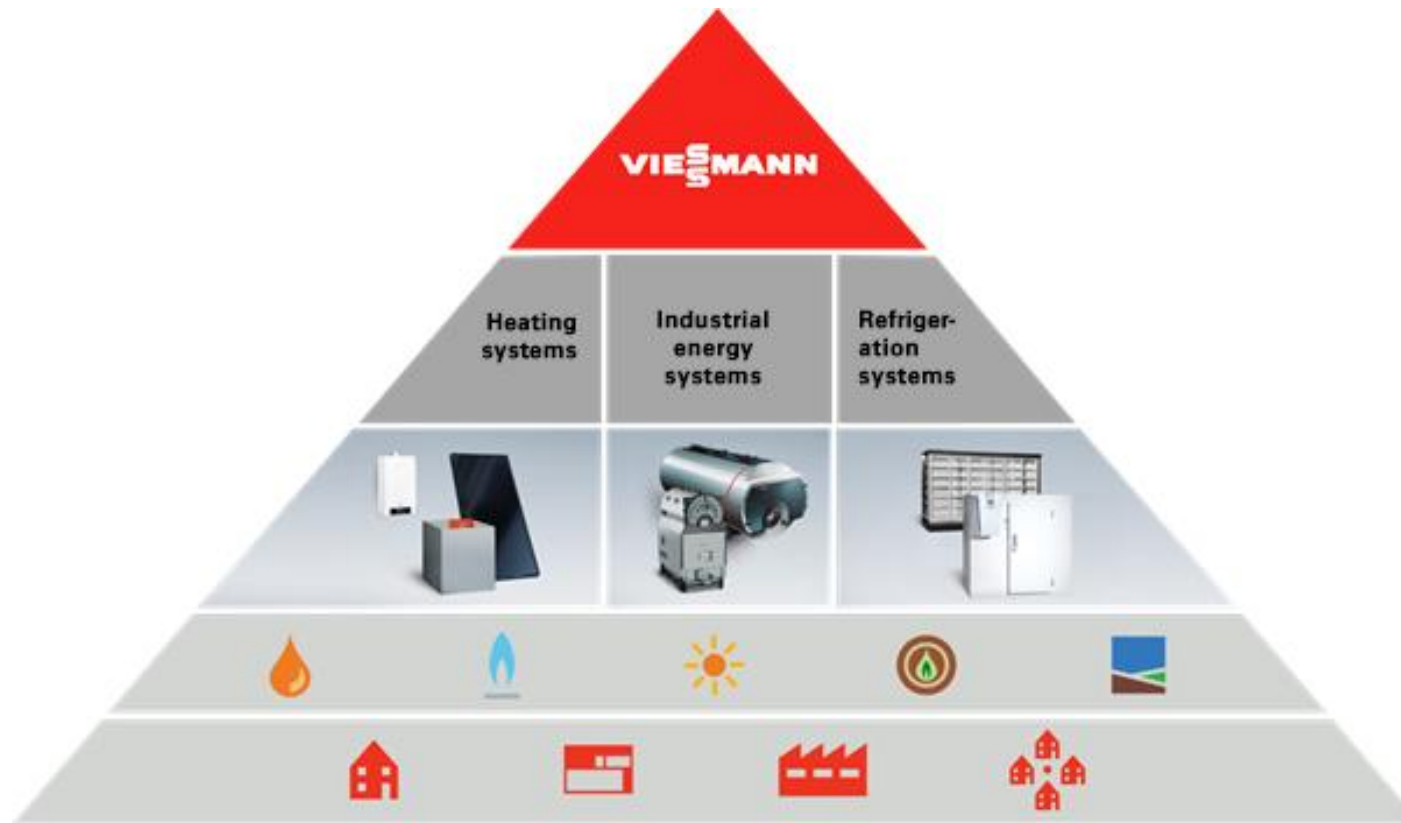 VIESSMANN
Heating
systems
Industrial
energy
systems
Refriger-
ation
systems